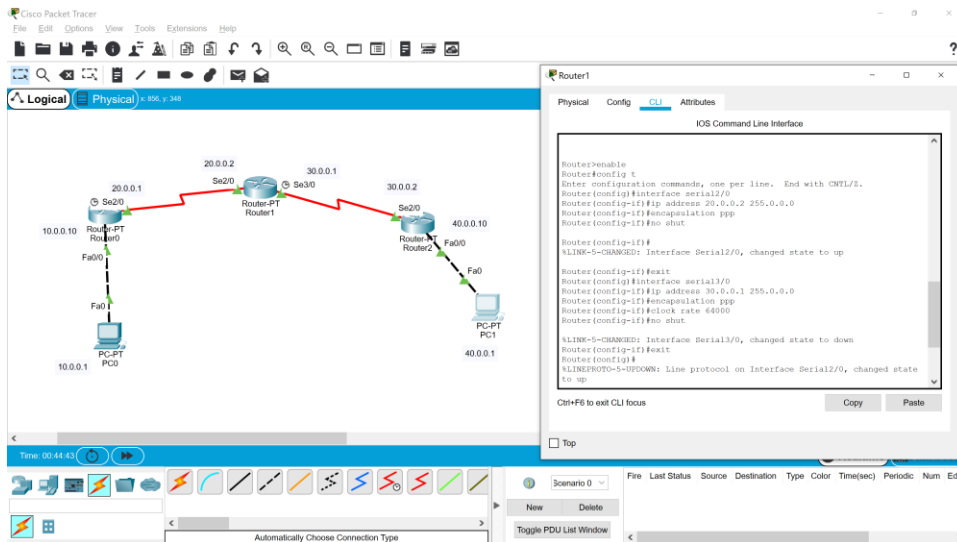 Cisco Packet Tracer
File Edit Options View Tools Extensions Help
Logical Physical x: 856, y: 348
20.0.0.2
30.0.0.1
Se2/0
Se3/0
20.0.0.1
30.0.0.2
Router-PT
Router1
Se2/0
Se2/0
10.0.0.10
Router-PT
Router0
40.0.0.10
Router-PT
Router2
Fa0/0
Fa0/0
Fa0
Fa0
PC-PT
PC1
PC-PT
PC0
40.0.0.1
10.0.0.1
Router1
Physical Config CLI Attributes
IOS Command Line Interface
Router>enable
Router#config t
Enter configuration commands, one per line. End with CNTL/Z.
Router(config)#interface serial2/0
Router(config-if)#ip address 20.0.0.2 255.0.0.0
Router(config-if)#encapsulation ppp
Router(config-if)#no shut
Router(config-if)#
%LINK-5-CHANGED: Interface Serial2/0, changed state to up
Router(config-if)#exit
Router(config)#interface serial3/0
Router(config-if)#ip address 30.0.0.1 255.0.0.0
Router(config-if)#encapsulation ppp
Router(config-if)#clock rate 64000
Router(config-if)#no shut
%LINK-5-CHANGED: Interface Serial3/0, changed state to down
Router(config-if)#exit
Router(config)#
%LINEPROTO-5-UPDOWN: Line protocol on Interface Serial2/0, changed state
to up
Ctrl+F6 to exit CLI focus
Copy Paste
Top
Time: 00:44:43
Scenario 0
New Delete
Toggle PDU List Window
Fire Last Status Source Destination Type Color Time(sec) Periodic Num Ed
Automatically Choose Connection Type